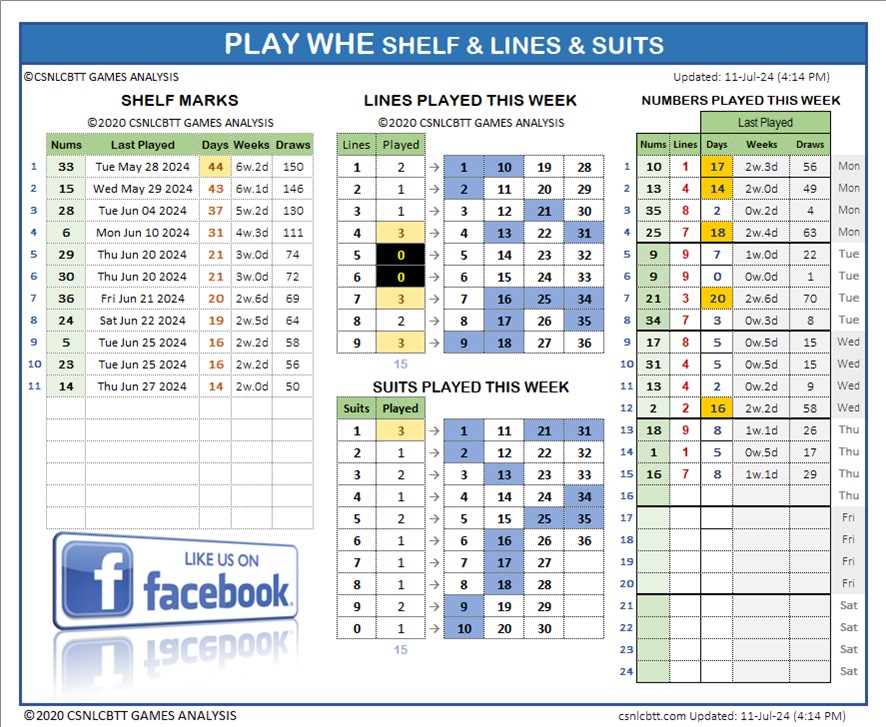 PLAY WHE SHELF & LINES & SUITS
©CSNLCBTT GAMES ANALYSIS
Updated: 11-Jul-24 (4:14 PM)
SHELF MARKS
©2020 CSNLCBTT GAMES ANALYSIS
Nums Last Played Days Weeks Draws
1 33 Tue May 28 2024 44 6w.2d 150
2 15 Wed May 29 2024 43 6w.1d 146
3 28 Tue Jun 04 2024 37 5w.2d 130
4 6 Mon Jun 10 2024 31 4w.3d 111
5 29 Thu Jun 20 2024 21 3w.0d 74
6 30 Thu Jun 20 2024 21 3w.0d 72
7 36 Fri Jun 21 2024 20 2w.6d 69
8 24 Sat Jun 22 2024 19 2w.5d 64
9 5 Tue Jun 25 2024 16 2w.2d 58
10 23 Tue Jun 25 2024 16 2w.2d 56
11 14 Thu Jun 27 2024 14 2w.0d 50
LIKE US ON
facebook
LINES PLAYED THIS WEEK
©2020 CSNLCBTT GAMES ANALYSIS
Lines Played
1 2 → 1 10 19 28
2 1 → 2 11 20 29
3 1 → 3 12 21 30
4 3 → 4 13 22 31
5 0 → 5 14 23 32
6 0 → 6 15 24 33
7 3 → 7 16 25 34
8 2 → 8 17 26 35
9 3 → 9 18 27 36
15
SUITS PLAYED THIS WEEK
Suits Played
1 3 → 1 11 21 31
2 1 → 2 12 22 32
3 2 → 3 13 23 33
4 1 → 4 14 24 34
5 2 → 5 15 25 35
6 1 → 6 16 26 36
7 1 → 7 17 27
8 1 → 8 18 28
9 2 → 9 19 29
0 1 → 10 20 30
15
NUMBERS PLAYED THIS WEEK
Last Played
Nums Lines Days Weeks Draws
1 10 1 17 2w.3d 56 Mon
2 13 4 14 2w.0d 49 Mon
3 35 8 2 0w.2d 4 Mon
4 25 7 18 2w.4d 63 Mon
5 9 9 7 1w.0d 22 Tue
6 9 9 0 0w.0d 1 Tue
7 21 3 20 2w.6d 70 Tue
8 34 7 3 0w.3d 8 Tue
9 17 8 5 0w.5d 15 Wed
10 31 4 5 0w.5d 15 Wed
11 13 4 2 0w.2d 9 Wed
12 2 2 16 2w.2d 58 Wed
13 18 9 8 1w.1d 26 Thu
14 1 1 5 0w.5d 17 Thu
15 16 7 8 1w.1d 29 Thu
16 Thu
17 Fri
18 Fri
19 Fri
20 Fri
21 Sat
22 Sat
23 Sat
24 Sat
©2020 CSNLCBTT GAMES ANALYSIS
csnlcbtt.com Updated: 11-Jul-24 (4:14 PM)